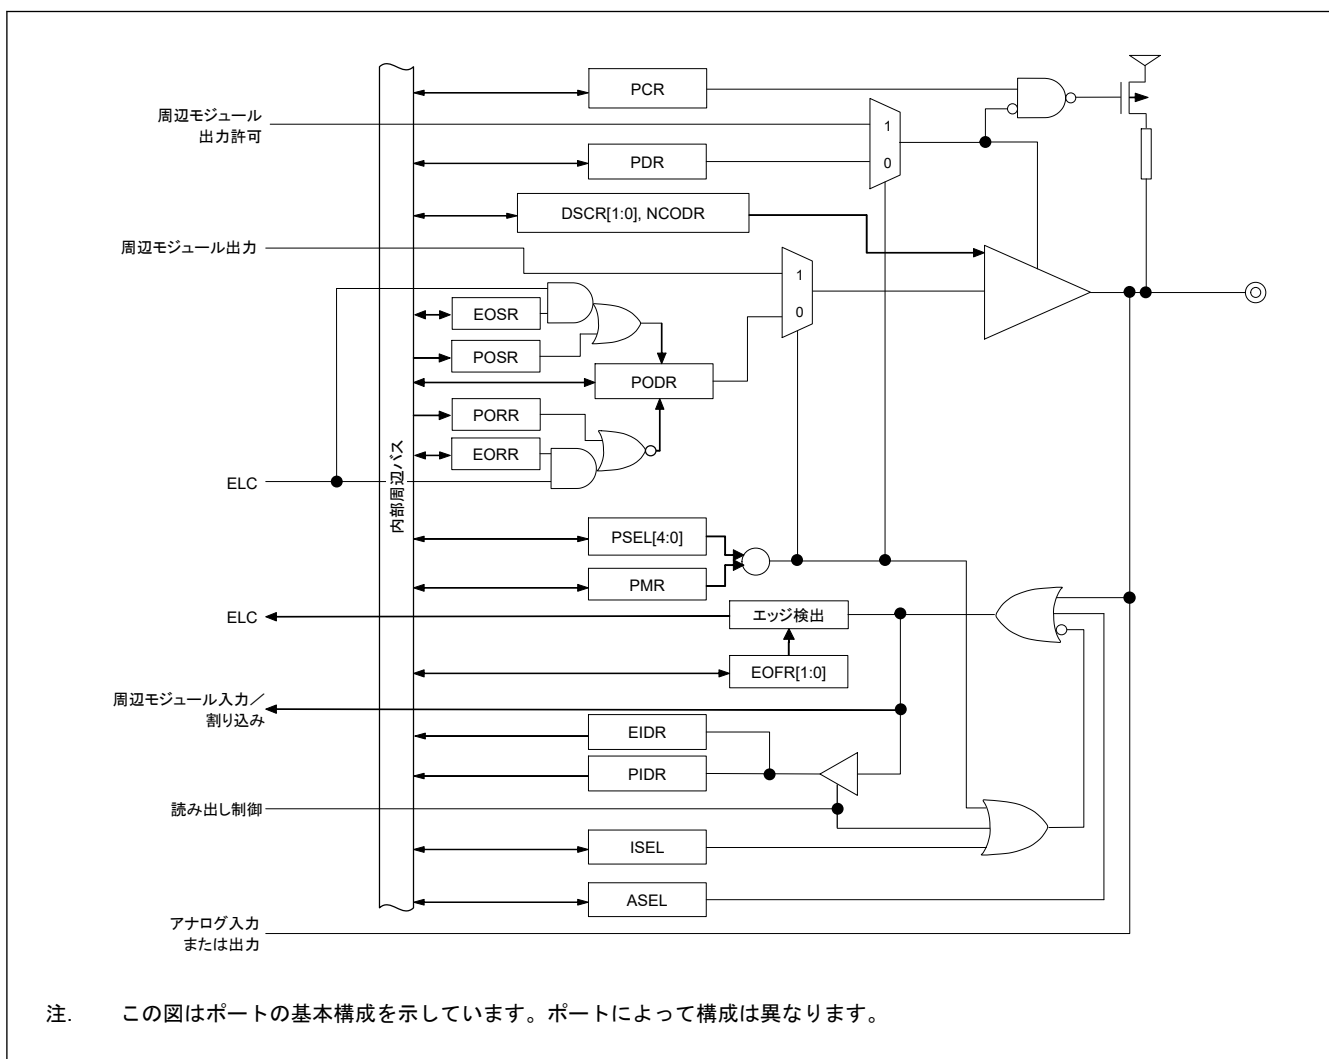 PCR
周辺モジュール
出力許可
1
PDR
0
DSCR[1:0], NCODR
周辺モジュール出力
1
EOSR
0
POSR
PODR
PORR
EORR
ELC
内部周辺バス
PSEL[4:0]
PMR
ELC
エッジ検出
EOFR[1:0]
周辺モジュール入力／
割り込み
EIDR
PIDR
読み出し制御
ISEL
ASEL
アナログ入力
または出力
注. この図はポートの基本構成を示しています。ポートによって構成は異なります。